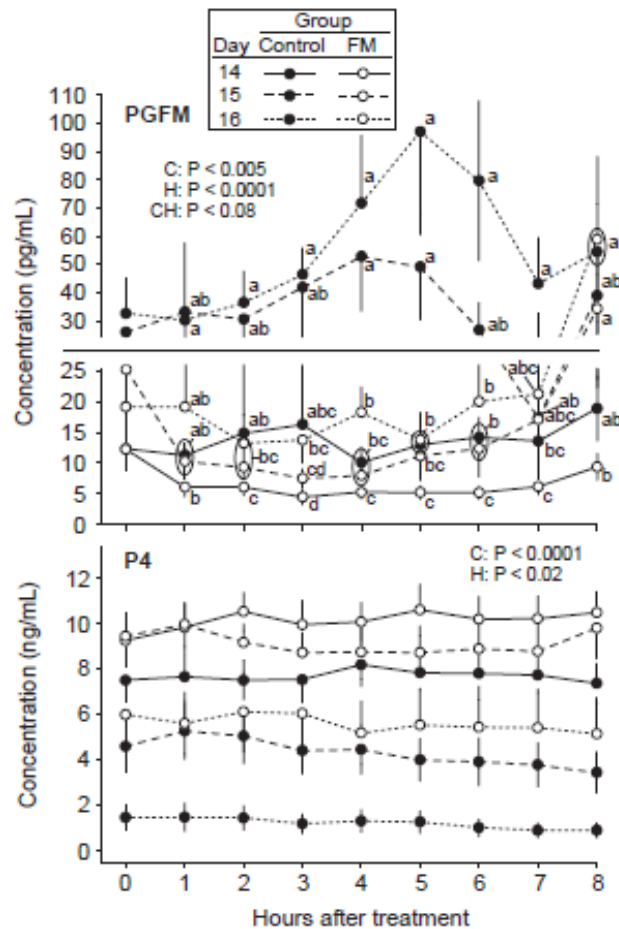 Group
Day Control FM
14
15
16
PGFM
C: P < 0.005
H: P < 0.0001
CH: P < 0.08
Concentration (pg/mL)
110
100
90
80
70
60
50
40
30
a
a
a
a
a
a
a
a
a
ab
ab
ab
ab
a
ab
25
20
15
10
5
0
ab
ab
abc
b
b
abc
ab
abc
ab
bc
bc
bc
bc
bc
bc
cd
b
c
d
c
c
c
c
b
P4
C: P < 0.0001
H: P < 0.02
Concentration (ng/mL)
12
10
8
6
4
2
0
0 1 2 3 4 5 6 7 8
Hours after treatment